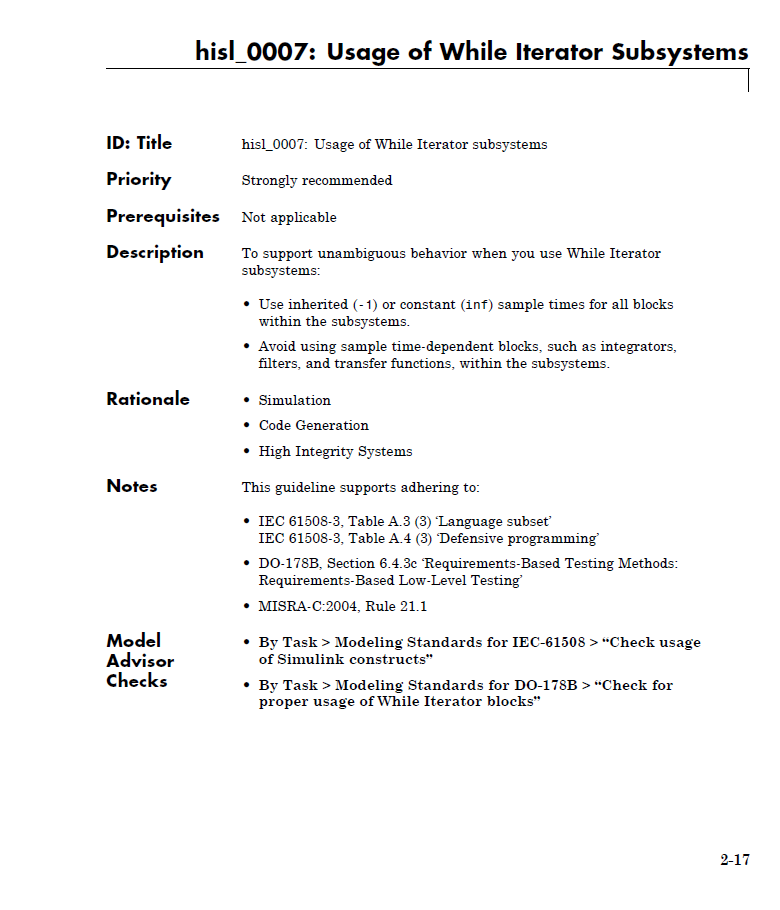 hisl_0007: Usage of While Iterator Subsystems
ID: Title hisl_0007: Usage of While Iterator subsystems
Priority Strongly recommended
Prerequisites Not applicable
Description To support unambiguous behavior when you use While Iterator
subsystems:
• Use inherited (-1) or constant (inf) sample times for all blocks
within the subsystems.
• Avoid using sample time-dependent blocks, such as integrators,
filters, and transfer functions, within the subsystems.
Rationale • Simulation
• Code Generation
• High Integrity Systems
Notes This guideline supports adhering to:
• IEC 61508-3, Table A.3 (3) ‘Language subset’
IEC 61508-3, Table A.4 (3) ‘Defensive programming’
• DO-178B, Section 6.4.3c ‘Requirements-Based Testing Methods:
Requirements-Based Low-Level Testing’
• MISRA-C:2004, Rule 21.1
Model
Advisor
Checks
• By Task > Modeling Standards for IEC-61508 > “Check usage
of Simulink constructs”
• By Task > Modeling Standards for DO-178B > “Check for
proper usage of While Iterator blocks”
2-17